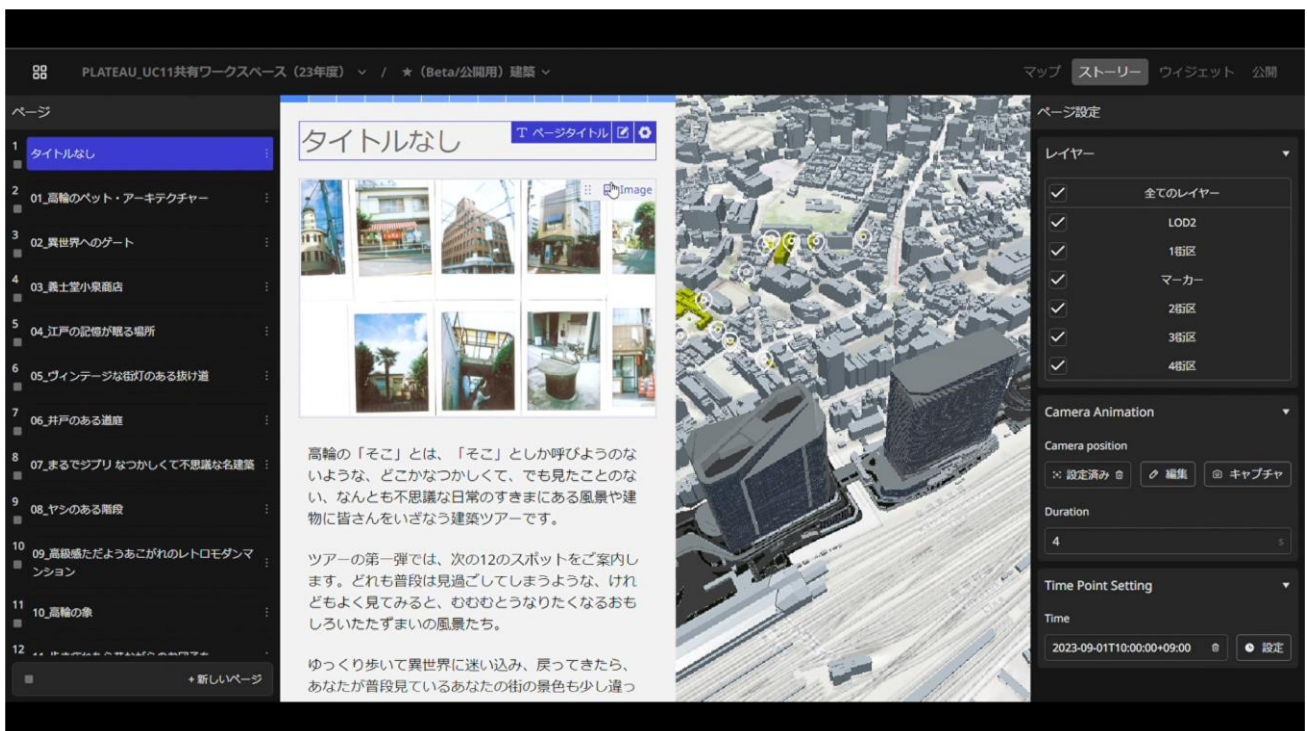 PLATEAU_UC11共有ワークスペース（23年度） / ★（Beta/公開用）建築
マップ ストーリー ウィジェット 公開
ページ
1 タイトルなし
2 01_高輪のペット・アーキテクチャー
3 02_異世界へのゲート
4 03_義士堂小泉商店
5 04_江戸の記憶が眠る場所
6 05_ヴィンテージな街灯のある抜け道
7 06_井戸のある道庭
8 07_まるでジブリ なつかしくて不思議な名建築
9 08_ヤシのある階段
10 09_高級感ただようあこがれのレトロモダンマ
ンション
11 10_高輪の象
12
+ 新しいページ
タイトルなし
T ページタイトル
Image
高輪の「そこ」とは、「そこ」としか呼びようのな
いような、どこかなつかしくて、でも見たことのな
い、なんとも不思議な日常のすきまにある風景や建
物に皆さんをいざなう建築ツアーです。
ツアーの第一弾では、次の12のスポットをご案内し
ます。どれも普段は見過ごしてしまうような、けれ
どもよく見てみると、むむむとうなりたくなるおも
しろいたたずまいの風景たち。
ゆっくり歩いて異世界に迷い込み、戻ってきたら、
あなたが普段見ているあなたの街の景色も少し違っ
ページ設定
レイヤー
全てのレイヤー
LOD2
1街区
マーカー
2街区
3街区
4街区
Camera Animation
Camera position
設定済み 編集 キャプチャ
Duration
4 s
Time Point Setting
Time
2023-09-01T10:00:00+09:00 設定